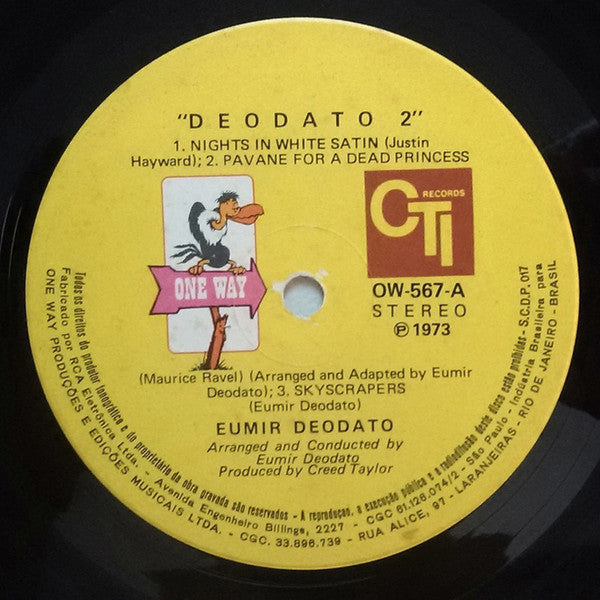 "DEODATO 2"
1. NIGHTS IN WHITE SATIN (Justin
Hayward); 2. PAVANE FOR A DEAD PRINCESS
ONE WAY
CTI
RECORDS
OW-567-A
STEREO
Ⓟ 1973
(Maurice Ravel) (Arranged and Adapted by Eumir
Deodato); 3. SKYSCRAPERS
(Eumir Deodato)
EUMIR DEODATO
Arranged and Conducted by
Eumir Deodato
Produced by Creed Taylor
Todos os direitos do produtor fonográfico e do proprietário da obra gravada são reservados - A reprodução, a execução pública e a radiodifusão deste disco estão proibidas - S.C.D.P. 017
Fabricado por RCA Eletrônica Ltda. - Avenida Engenheiro Billings, 2227 - CGC 61.126.074/2 - São Paulo - Indústria Brasileira para
ONE WAY PRODUÇÕES E EDIÇÕES MUSICAIS LTDA. - CGC. 33.896.739 - RUA ALICE, 97 - LARANJEIRAS - RIO DE JANEIRO - BRASIL